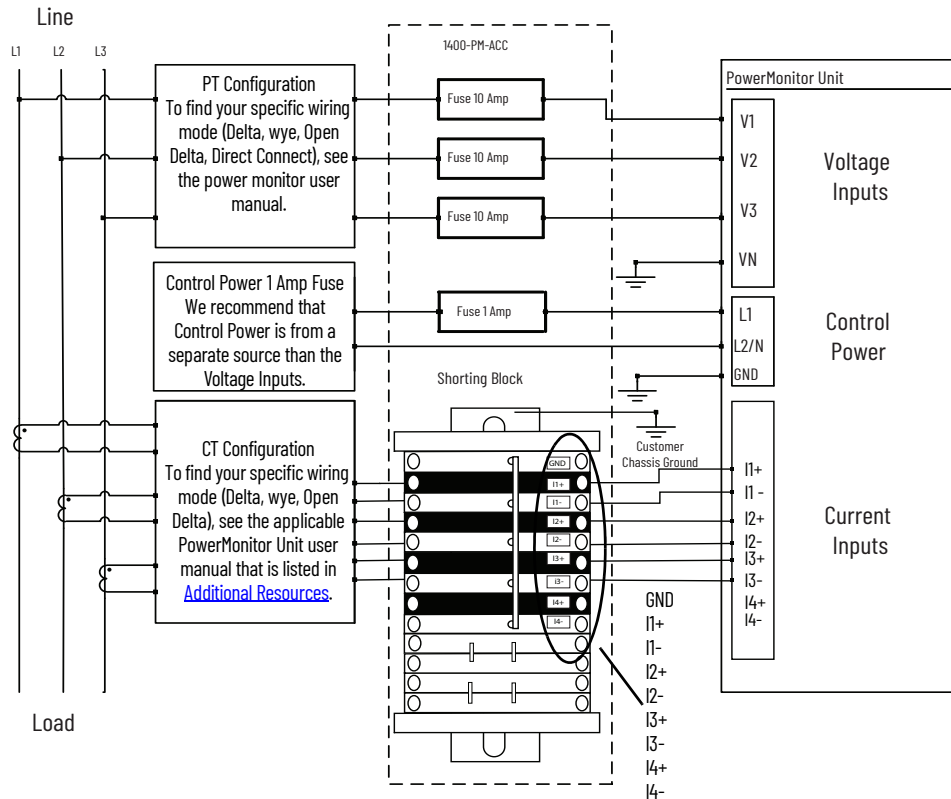 Line
L1 L2 L3
1400-PM-ACC
PT Configuration
To find your specific wiring
mode (Delta, wye, Open
Delta, Direct Connect), see
the power monitor user
manual.
Fuse 10 Amp
Fuse 10 Amp
Fuse 10 Amp
PowerMonitor Unit
V1
V2
V3
VN
Voltage
Inputs
Control Power 1 Amp Fuse
We recommend that
Control Power is from a
separate source than the
Voltage Inputs.
Fuse 1 Amp
L1
L2/N
GND
Control
Power
Shorting Block
Customer
Chassis Ground
CT Configuration
To find your specific wiring
mode (Delta, wye, Open
Delta), see the applicable
PowerMonitor Unit user
manual that is listed in
Additional Resources.
GND
I1+
I1-
I2+
I2-
I3+
I3-
I4+
I4-
I1+
I1 -
I2+
I2-
I3+
I3-
I4+
I4-
Current
Inputs
GND
I1+
I1-
I2+
I2-
I3+
I3-
I4+
I4-
Load